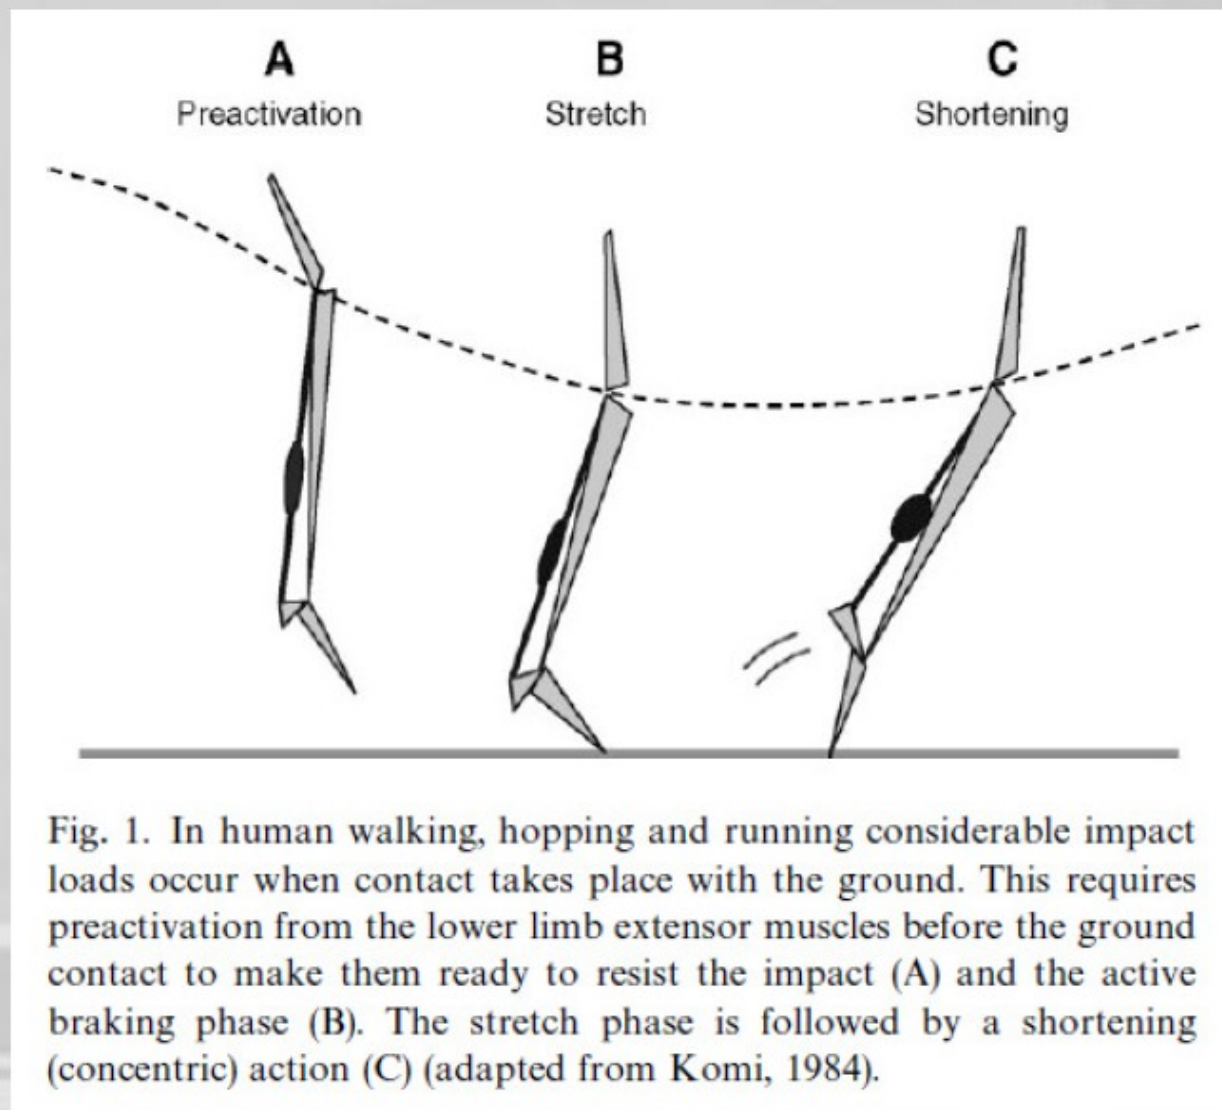 A B C
Preactivation Stretch Shortening
Fig. 1. In human walking, hopping and running considerable impact
loads occur when contact takes place with the ground. This requires
preactivation from the lower limb extensor muscles before the ground
contact to make them ready to resist the impact (A) and the active
braking phase (B). The stretch phase is followed by a shortening
(concentric) action (C) (adapted from Komi, 1984).